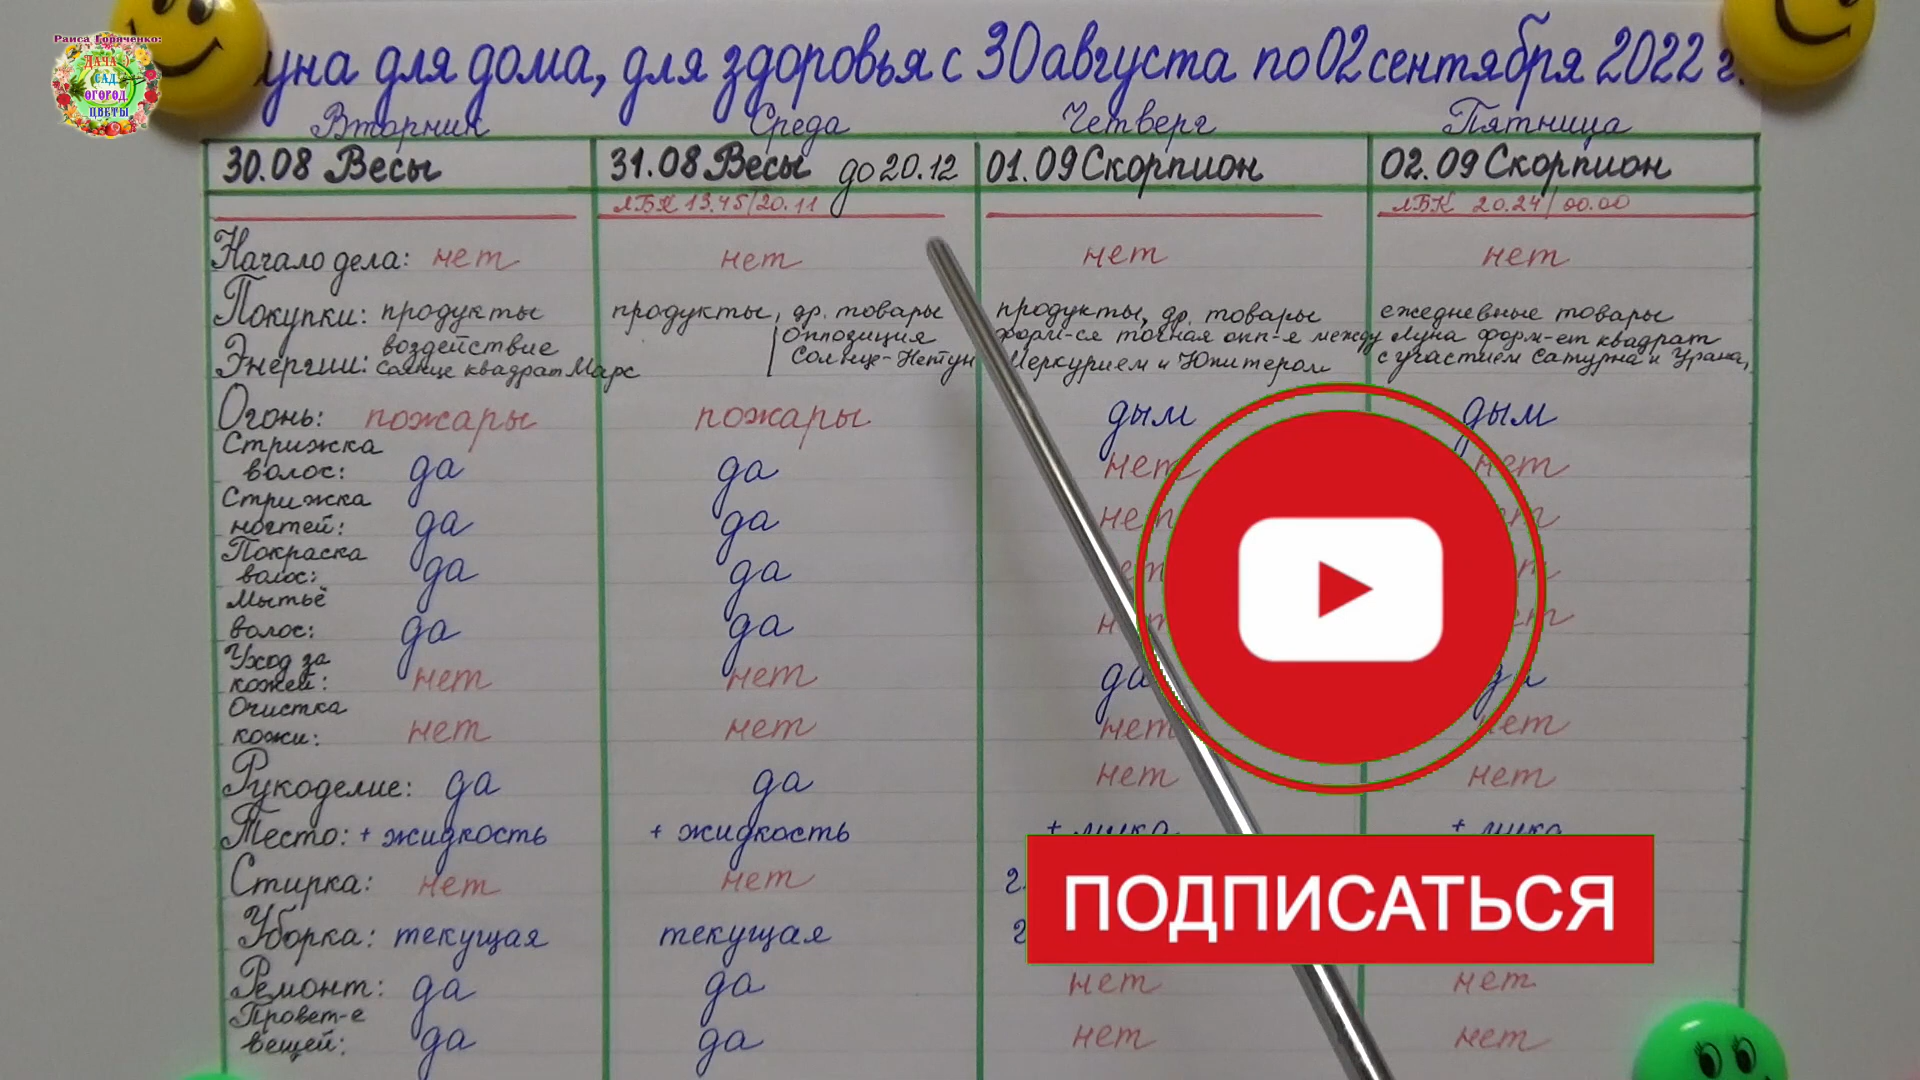 Раиса Горяченко:
ДАЧА
САД
ОГОРОД
ЦВЕТЫ
уна для дома, для здоровья с 30 августа по 02 сентября 2022 г.
Вторник Среда Четверг Пятница
30.08 Весы 31.08 Весы до 20.12 01.09 Скорпион 02.09 Скорпион
ЛБК 13.45/20.11 ЛБК 20.24/00.00
Начало дела: нет нет нет нет
Покупки: продукты продукты, др. товары продукты, др. товары ежедневные товары
Энергии: воздействие Солнце квадрат Марс
Оппозиция Солнце-Нептун
форм-ся точная опп-я между Меркурием и Юпитером
Луна форм-ет квадрат с участием Сатурна и Урана,
Огонь: пожары пожары дым дым
Стрижка
волос: да да нет нет
Стрижка
ногтей: да да
Покраска
волос: да да
Мытьё
волос: да да
Уход за
кожей: нет нет да да
Очистка
кожи: нет нет нет нет
Рукоделие: да да нет нет
Тесто: + жидкость + жидкость
Стирка: нет нет
Уборка: текущая текущая
ПОДПИСАТЬСЯ
Ремонт: да да нет нет
Провет-е
вещей: да да нет нет